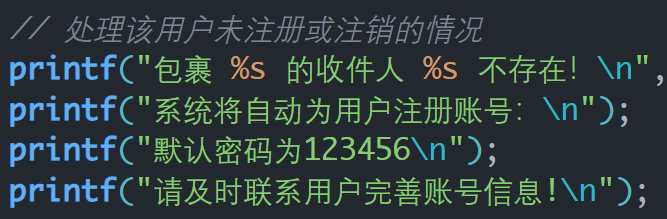 // 处理该用户未注册或注销的情况
printf("包裹 %s 的收件人 %s 不存在！\n",
printf("系统将自动为用户注册账号：\n");
printf("默认密码为123456\n");
printf("请及时联系用户完善账号信息!\n");